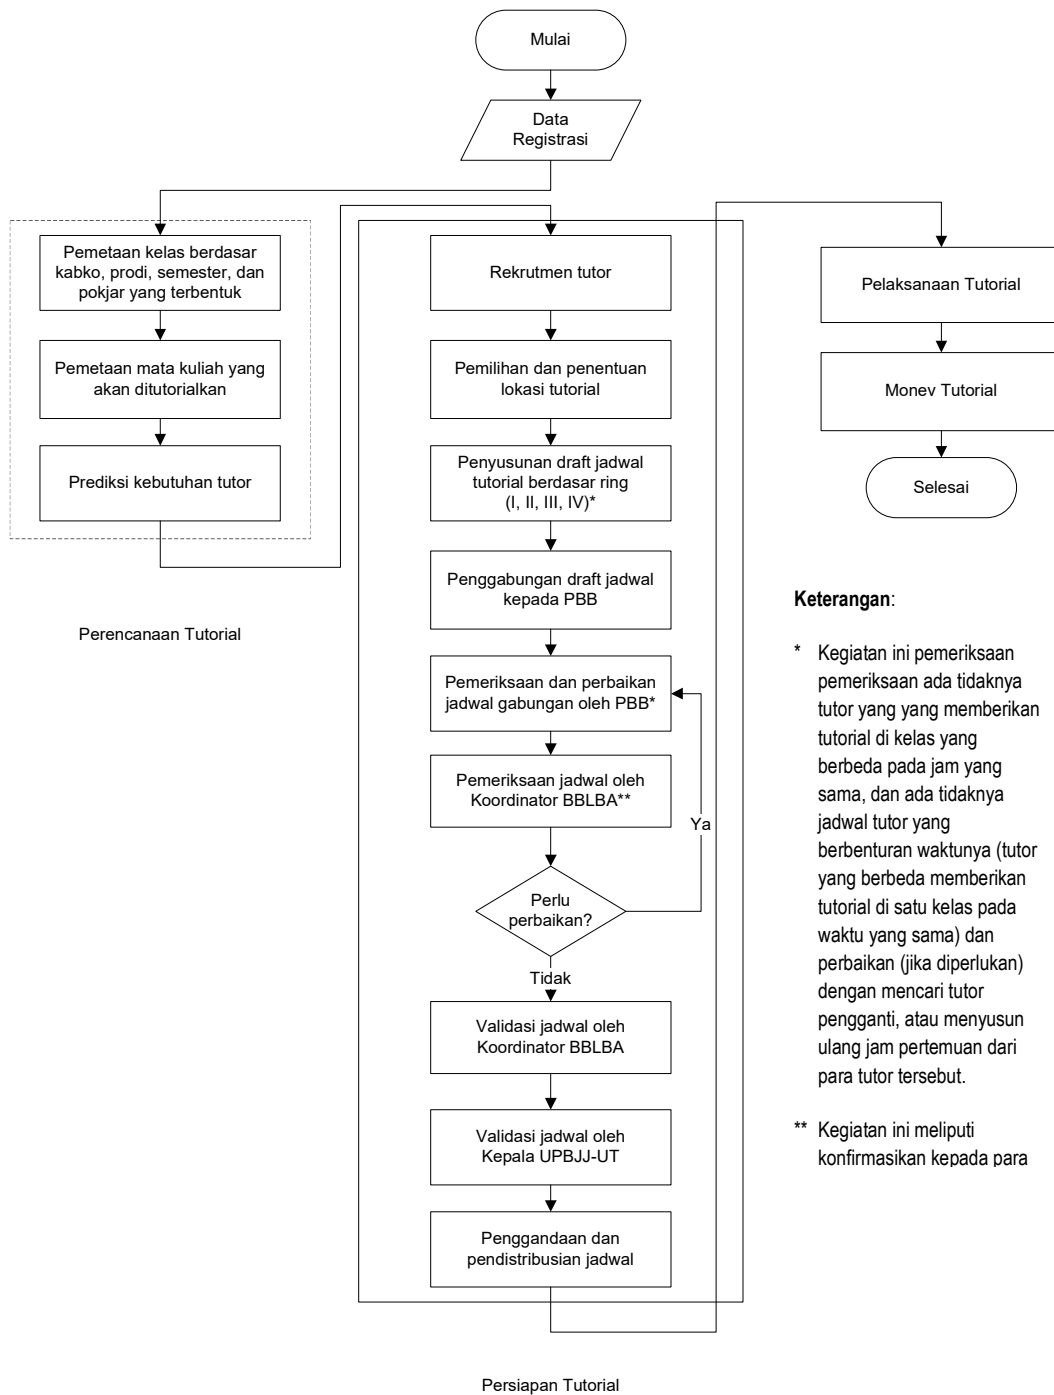 Mulai
Data
Registrasi
Pemetaan kelas berdasar
kabko, prodi, semester, dan
pokjar yang terbentuk
Pemetaan mata kuliah yang
akan ditutorialkan
Prediksi kebutuhan tutor
Perencanaan Tutorial
Rekrutmen tutor
Pemilihan dan penentuan
lokasi tutorial
Penyusunan draft jadwal
tutorial berdasar ring
(I, II, III, IV)*
Penggabungan draft jadwal
kepada PBB
Pemeriksaan dan perbaikan
jadwal gabungan oleh PBB*
Pemeriksaan jadwal oleh
Koordinator BBLBA**
Ya
Perlu
perbaikan?
Tidak
Validasi jadwal oleh
Koordinator BBLBA
Validasi jadwal oleh
Kepala UPBJJ-UT
Penggandaan dan
pendistribusian jadwal
Persiapan Tutorial
Pelaksanaan Tutorial
Monev Tutorial
Selesai
Keterangan:
* Kegiatan ini pemeriksaan
pemeriksaan ada tidaknya
tutor yang yang memberikan
tutorial di kelas yang
berbeda pada jam yang
sama, dan ada tidaknya
jadwal tutor yang
berbenturan waktunya (tutor
yang berbeda memberikan
tutorial di satu kelas pada
waktu yang sama) dan
perbaikan (jika diperlukan)
dengan mencari tutor
pengganti, atau menyusun
ulang jam pertemuan dari
para tutor tersebut.
** Kegiatan ini meliputi
konfirmasikan kepada para